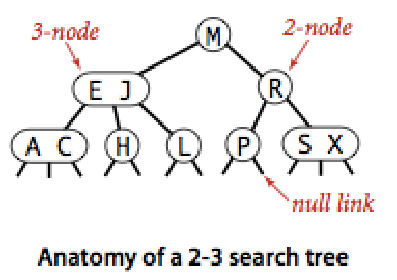 M
3-node
2-node
E J
R
A C
H
L
P
S X
null link
Anatomy of a 2-3 search tree